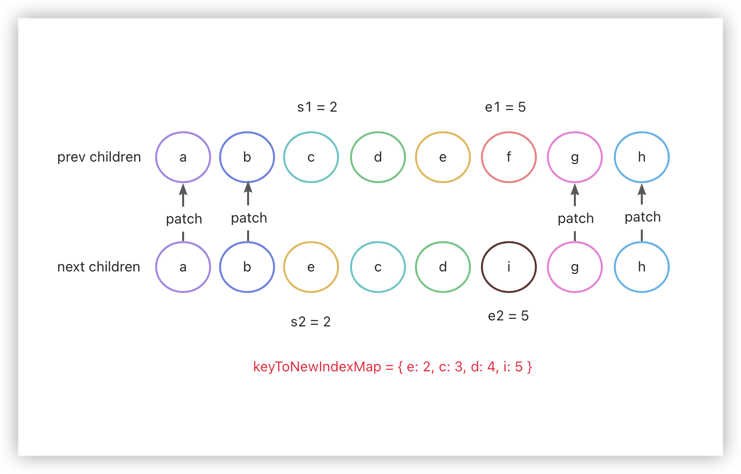 s1 = 2 e1 = 5
prev children a b c d e f g h
patch patch patch patch
next children a b e c d i g h
s2 = 2 e2 = 5
keyToNewIndexMap = { e: 2, c: 3, d: 4, i: 5 }